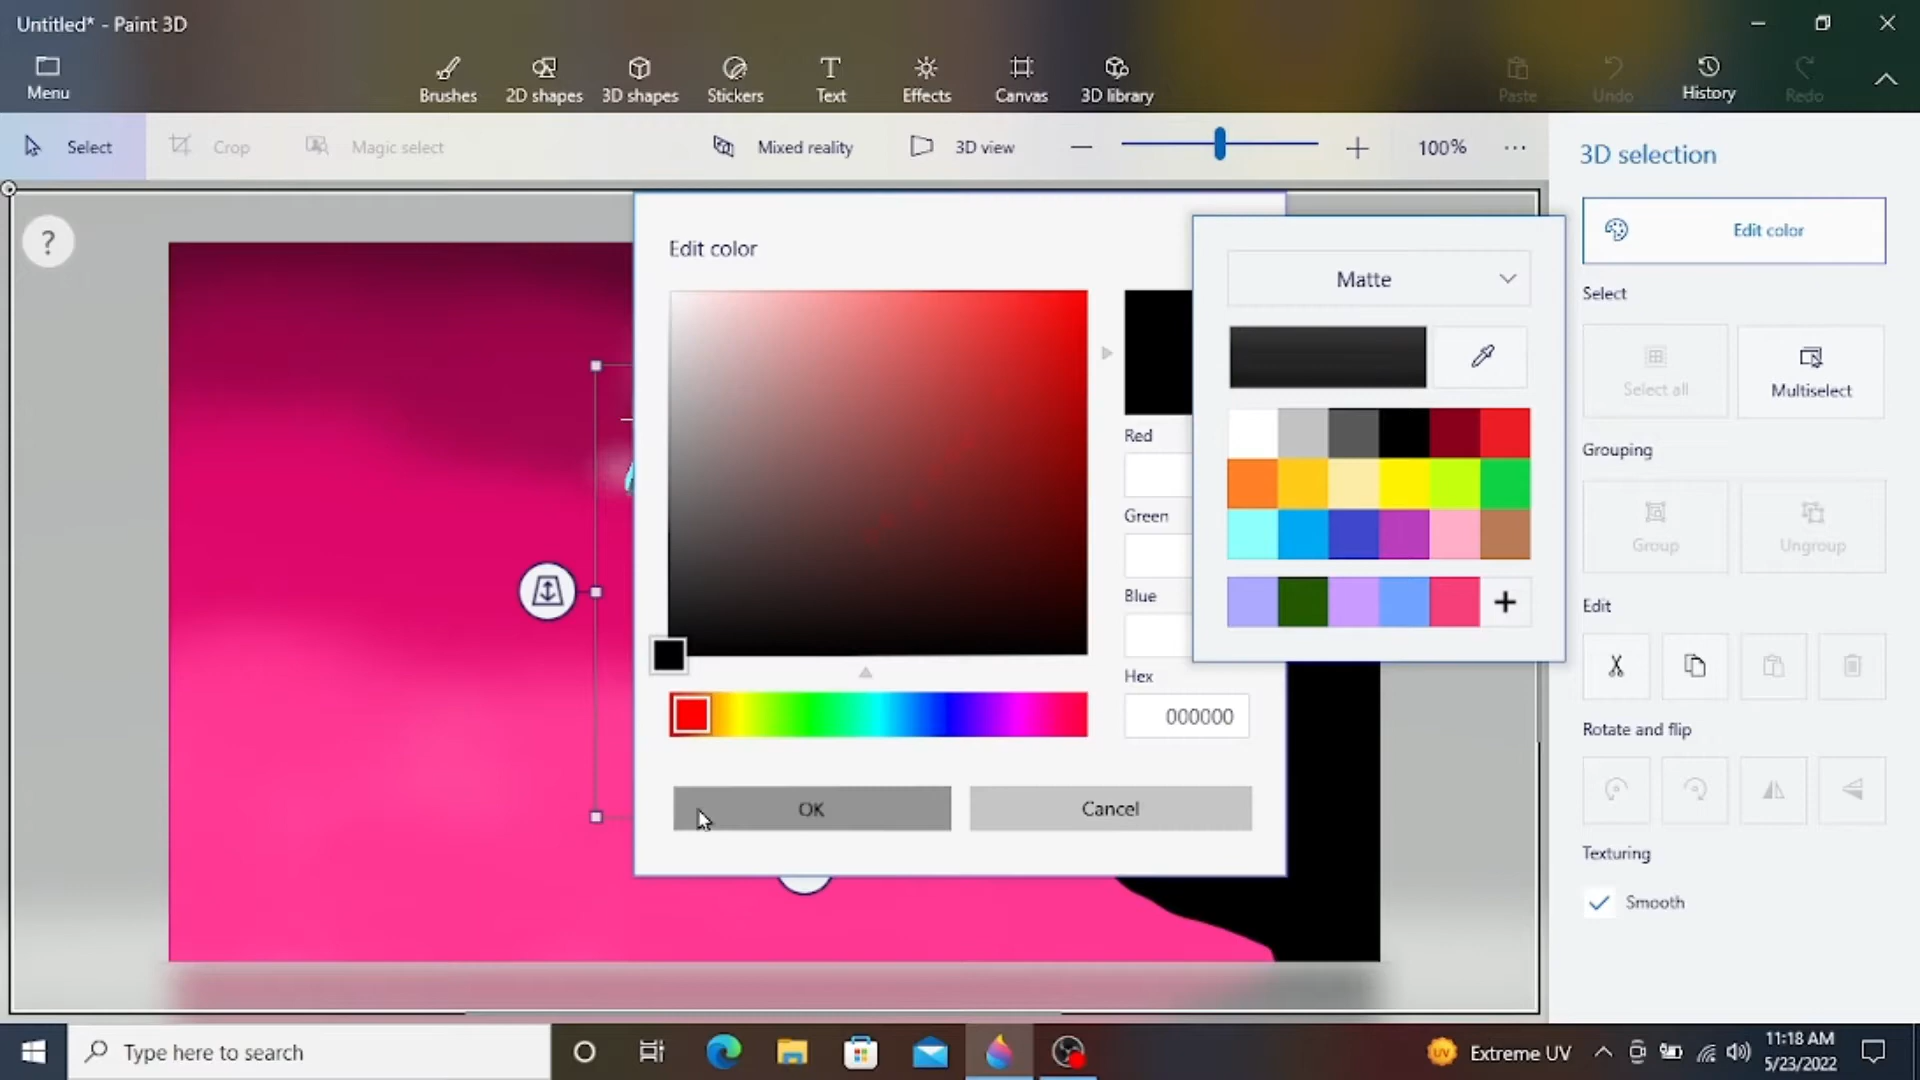 Untitled* - Paint 3D
Menu
Brushes
2D shapes
3D shapes
Stickers
Text
Effects
Canvas
3D library
Paste
Undo
History
Redo
Select
Crop
Magic select
Mixed reality
3D view
100%
3D selection
Edit color
Select
Select all
Multiselect
Grouping
Group
Ungroup
Edit
Rotate and flip
Texturing
Smooth
Edit color
Matte
Red
Green
Blue
Hex
000000
OK
Cancel
Type here to search
UV
Extreme UV
11:18 AM
5/23/2022